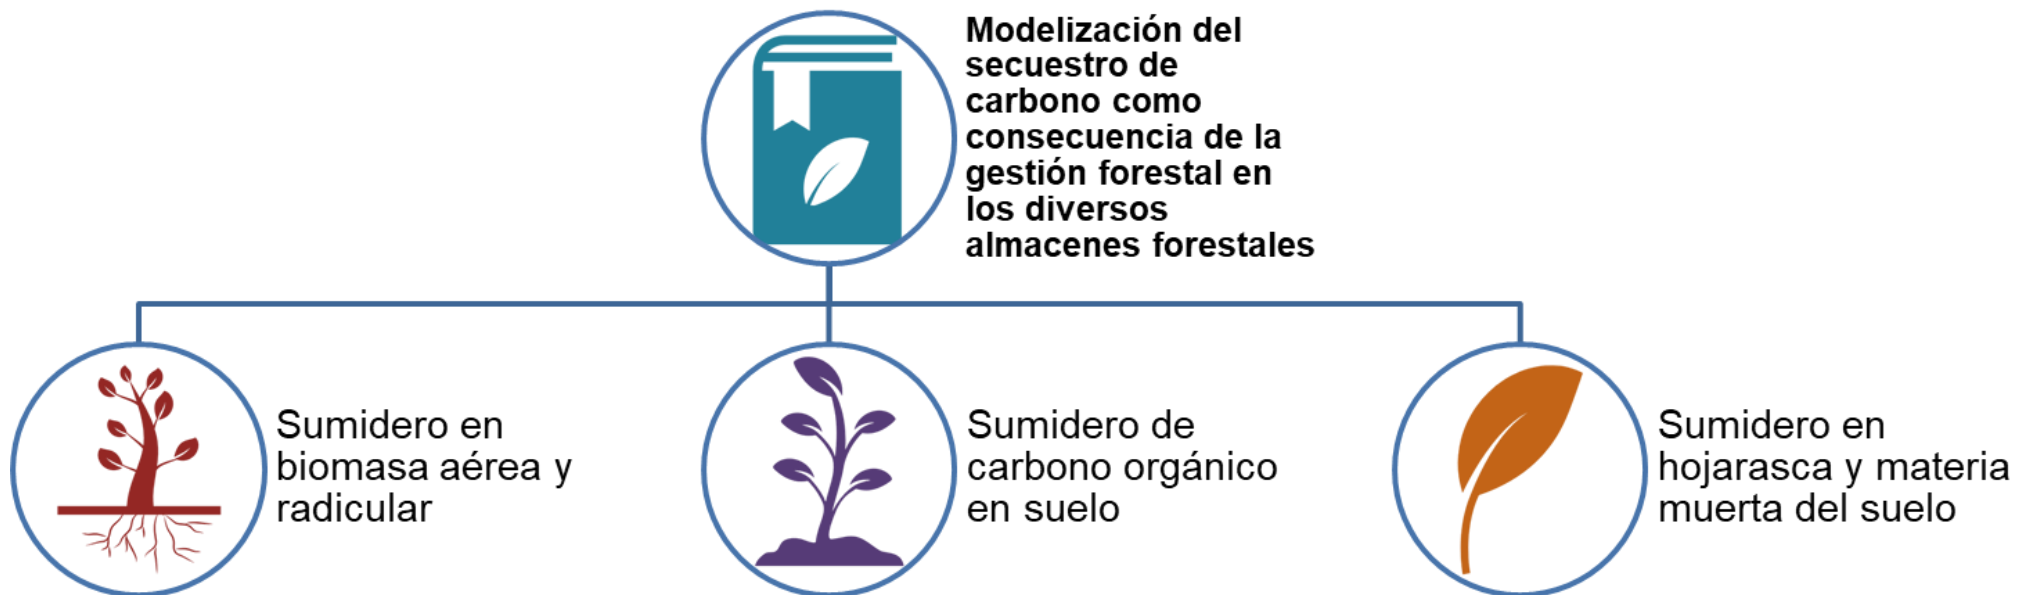 Modelización del
secuestro de
carbono como
consecuencia de la
gestión forestal en
los diversos
almacenes forestales
Sumidero en
biomasa aérea y
radicular
Sumidero de
carbono orgánico
en suelo
Sumidero en
hojarasca y materia
muerta del suelo